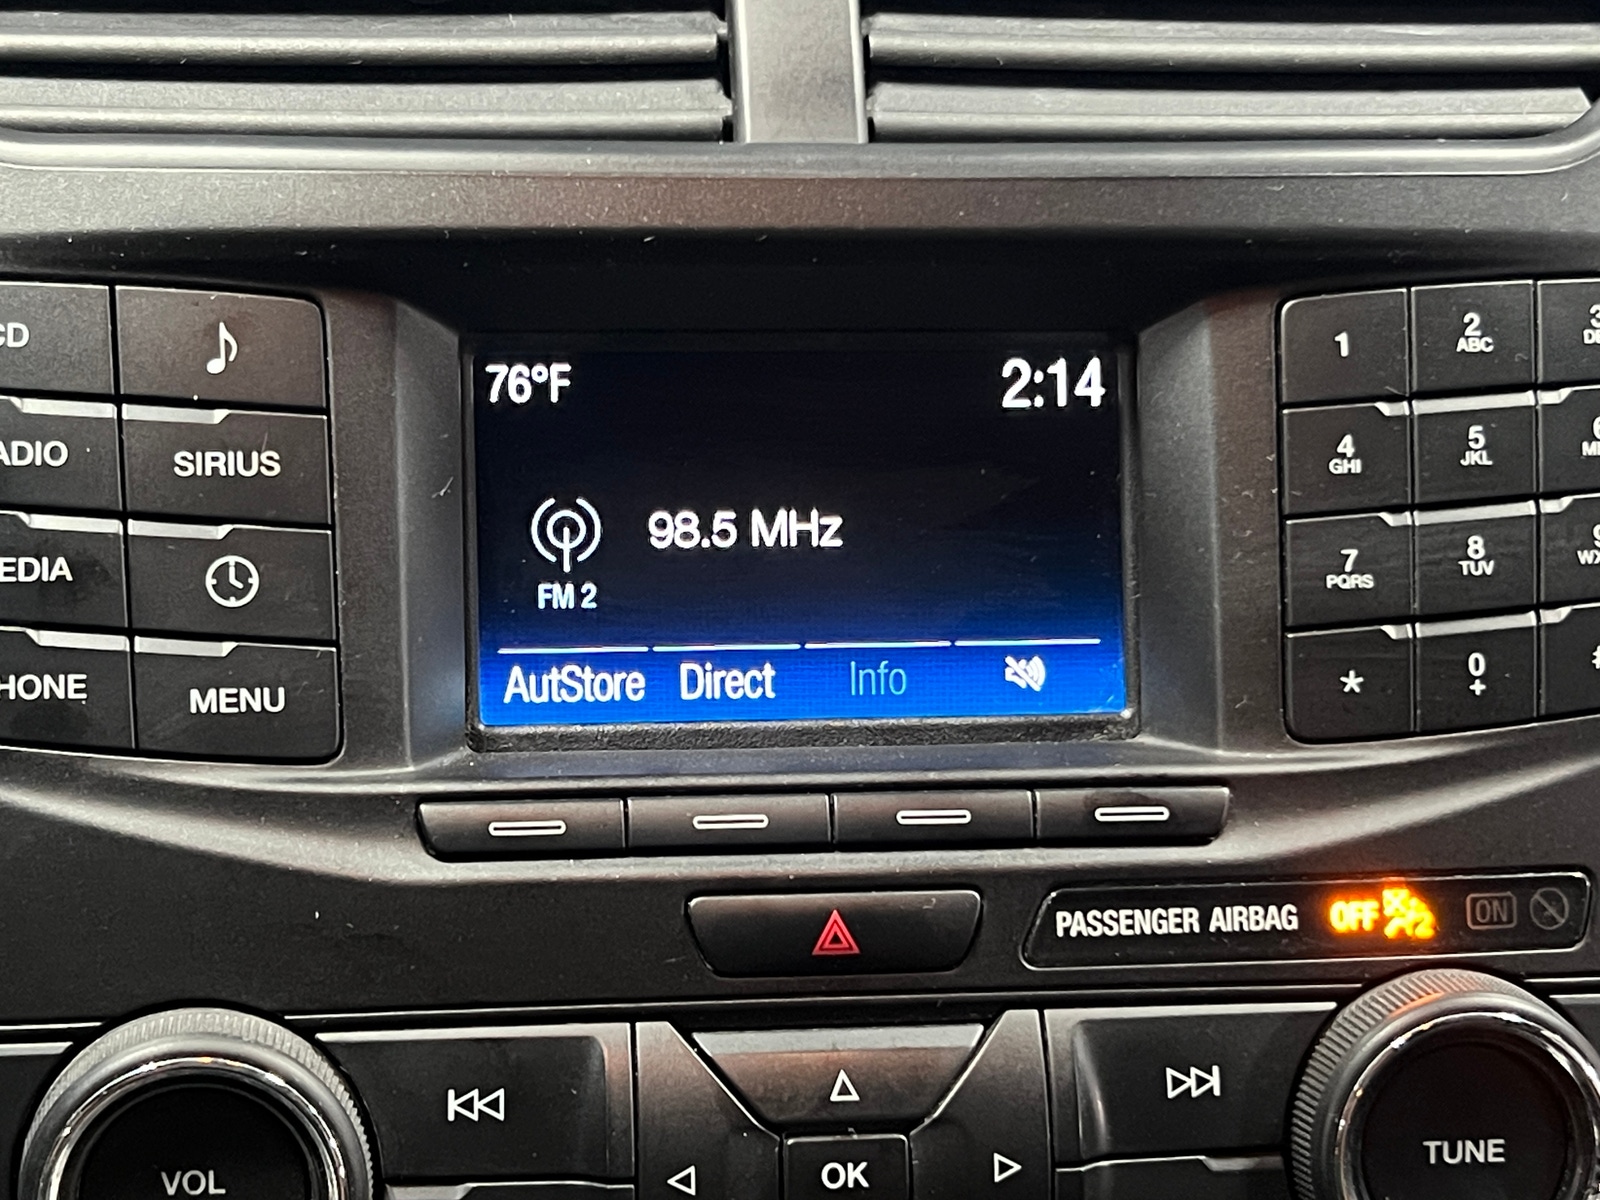 76°F 2:14
98.5 MHz
FM 2
AutStore Direct Info
CD
SIRIUS
MENU
1
2 ABC
4 GHI
5 JKL
7 PQRS
8 TUV
*
0 +
PASSENGER AIRBAG OFF ON
VOL
OK
TUNE